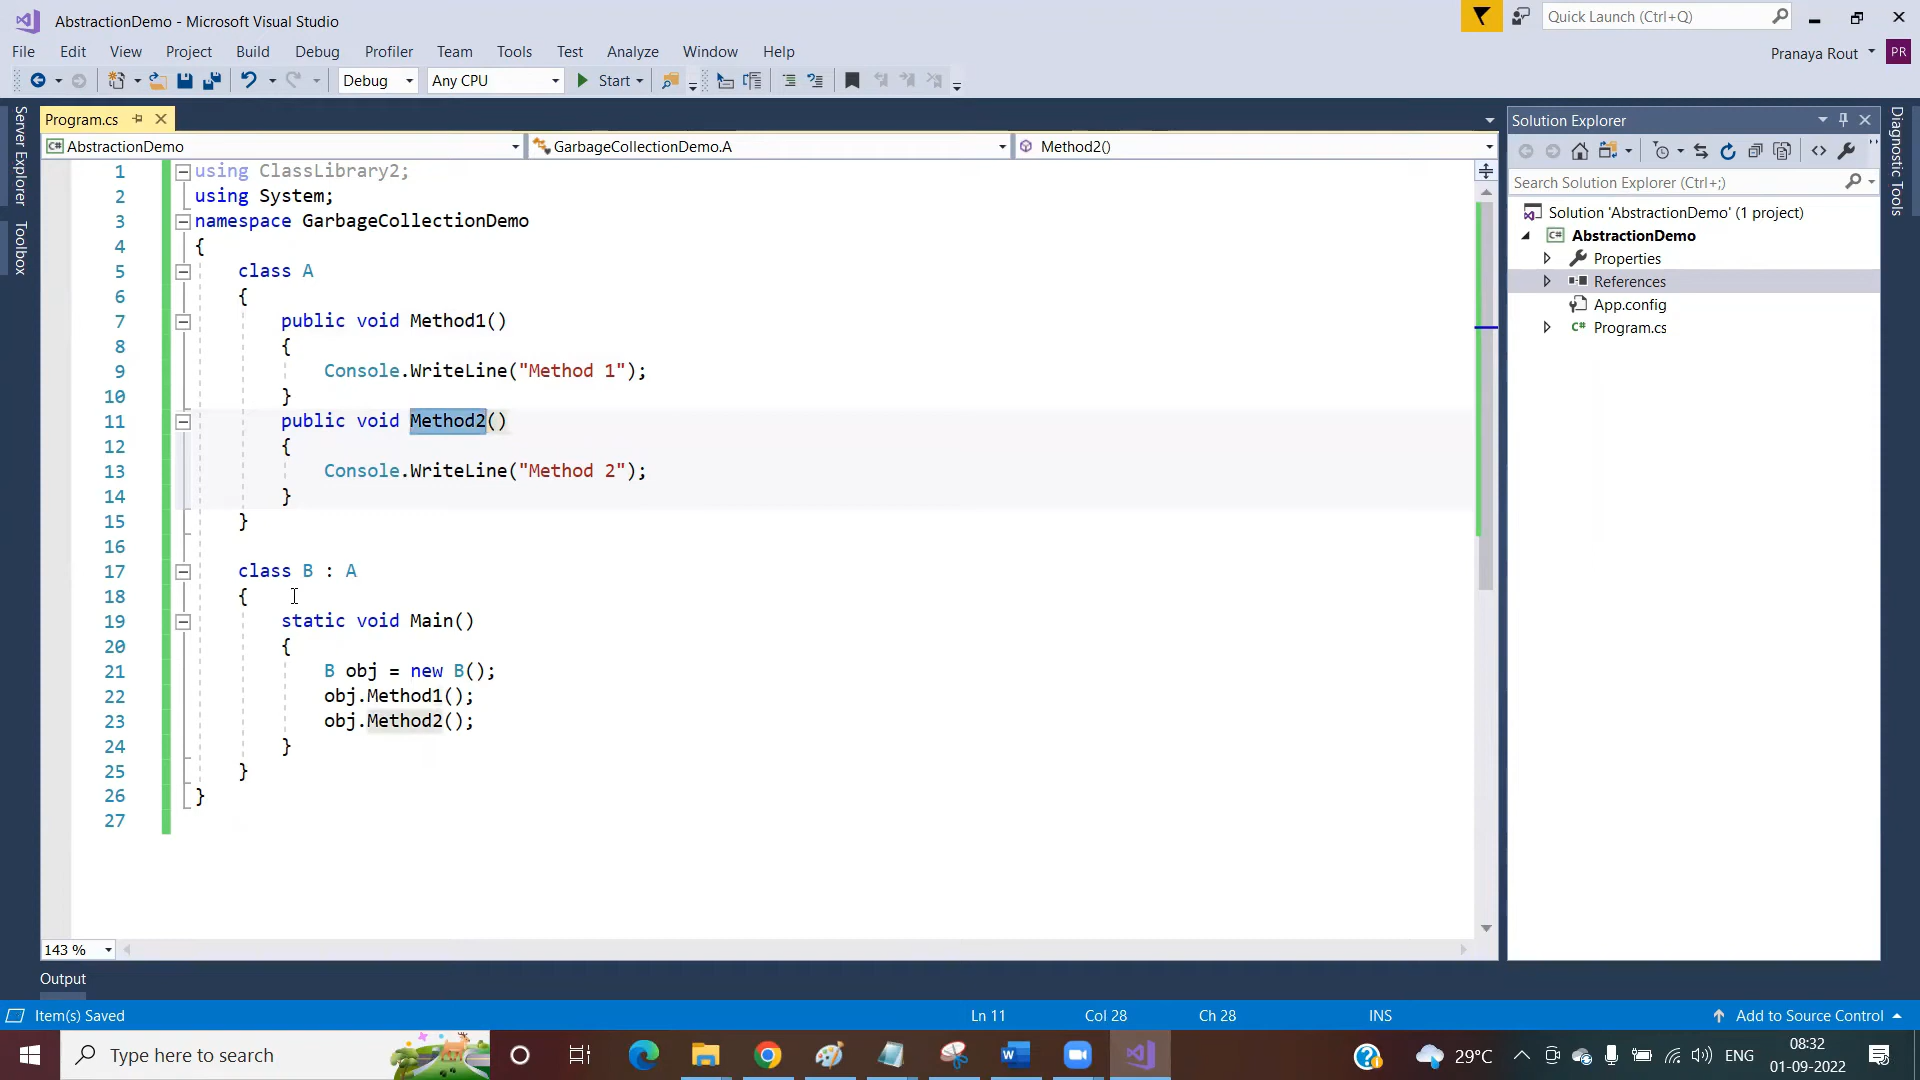 AbstractionDemo - Microsoft Visual Studio
Quick Launch (Ctrl+Q)
File Edit View Project Build Debug Profiler Team Tools Test Analyze Window Help
Pranaya Rout PR
Debug Any CPU Start
Server Explorer
Toolbox
Program.cs
AbstractionDemo GarbageCollectionDemo.A Method2()
1 using ClassLibrary2;
2 using System;
3 namespace GarbageCollectionDemo
4 {
5 class A
6 {
7 public void Method1()
8 {
9 Console.WriteLine("Method 1");
10 }
11 public void Method2()
12 {
13 Console.WriteLine("Method 2");
14 }
15 }
16
17 class B : A
18 {
19 static void Main()
20 {
21 B obj = new B();
22 obj.Method1();
23 obj.Method2();
24 }
25 }
26 }
27
143 %
Solution Explorer
Search Solution Explorer (Ctrl+;)
Solution 'AbstractionDemo' (1 project)
C# AbstractionDemo
Properties
References
App.config
C# Program.cs
Diagnostic Tools
Output
Item(s) Saved Ln 11 Col 28 Ch 28 INS Add to Source Control
Type here to search
29°C ENG
08:32
01-09-2022